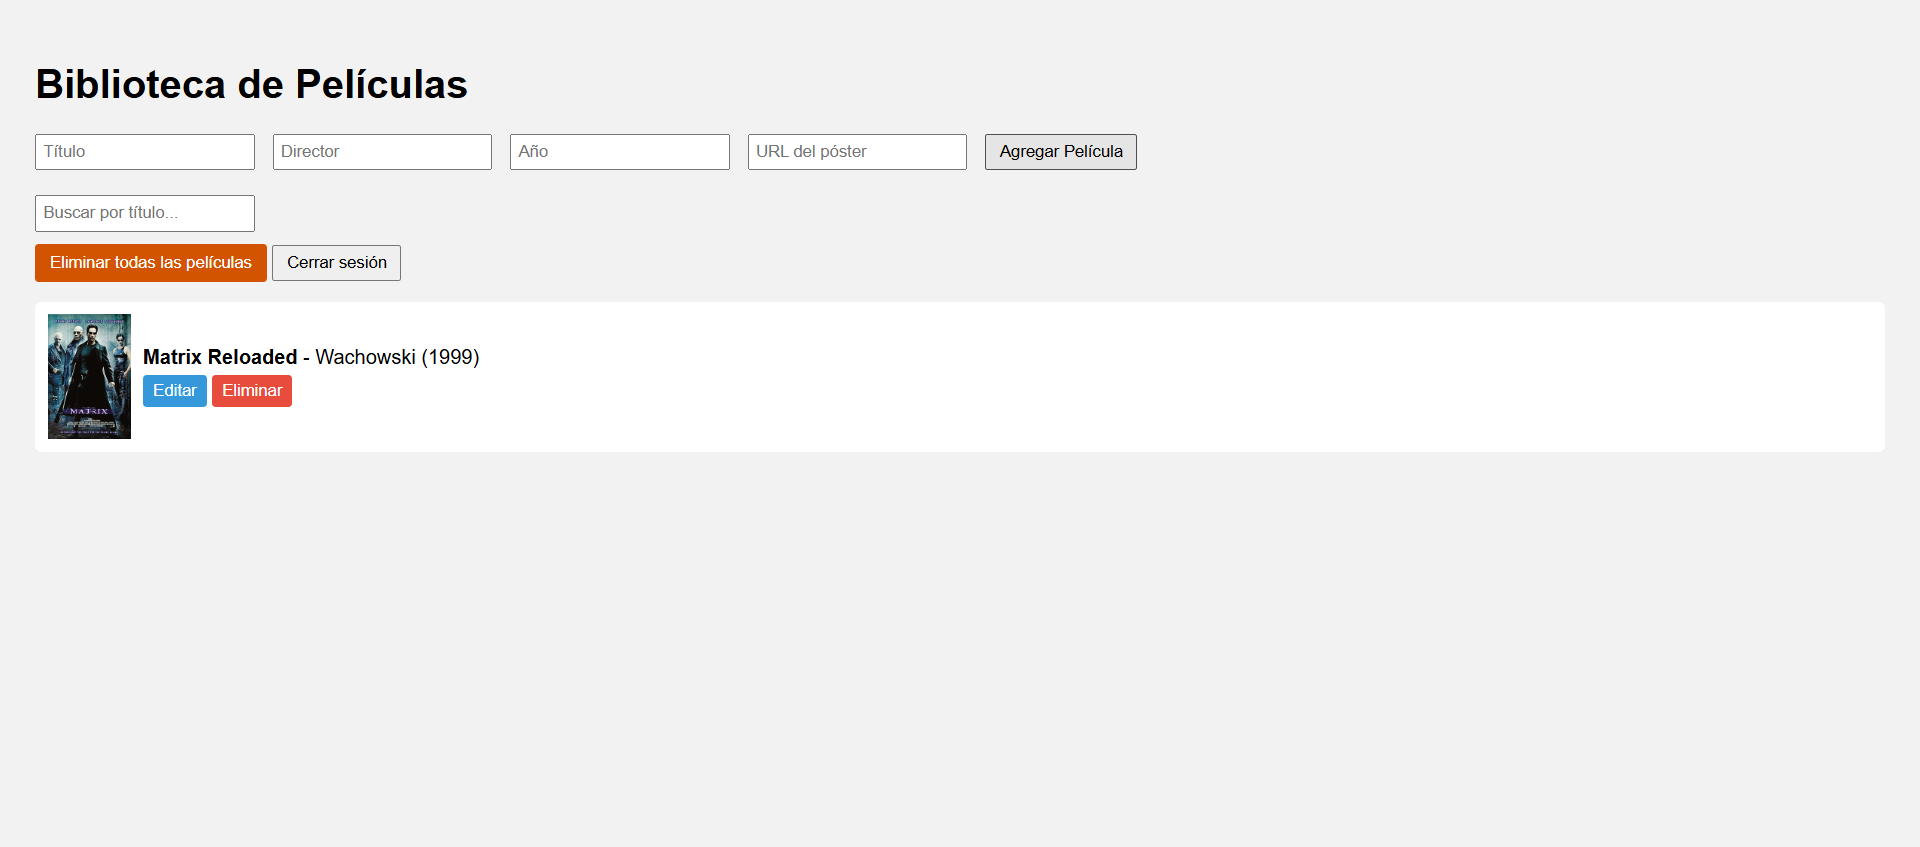 Biblioteca de Películas
Título Director Año URL del póster Agregar Película
Buscar por título...
Eliminar todas las películas Cerrar sesión
Matrix Reloaded - Wachowski (1999)
Editar Eliminar
MATRIX